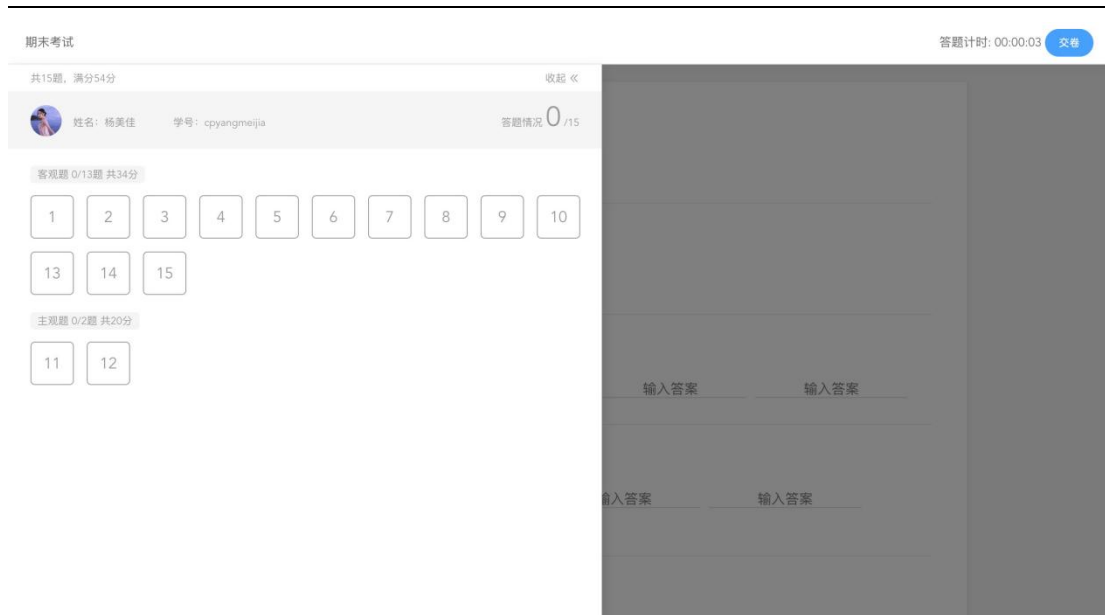 期末考试 答题计时: 00:00:03 交卷
共15题，满分54分 收起 《
姓名：杨美佳 学号：cpyangmeijia 答题情况 0 /15
客观题 0/13题 共34分
1 2 3 4 5 6 7 8 9 10
13 14 15
主观题 0/2题 共20分
11 12
输入答案 输入答案
输入答案 输入答案